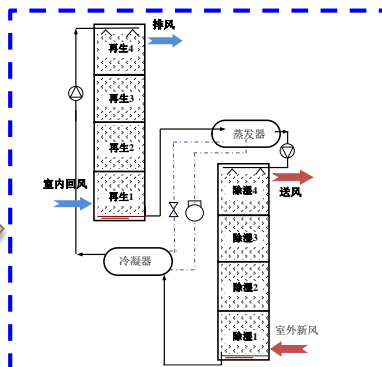 排风
再生4
再生3
再生2
再生1
室内回风
蒸发器
冷凝器
除湿4
送风
除湿3
除湿2
除湿1
室外新风